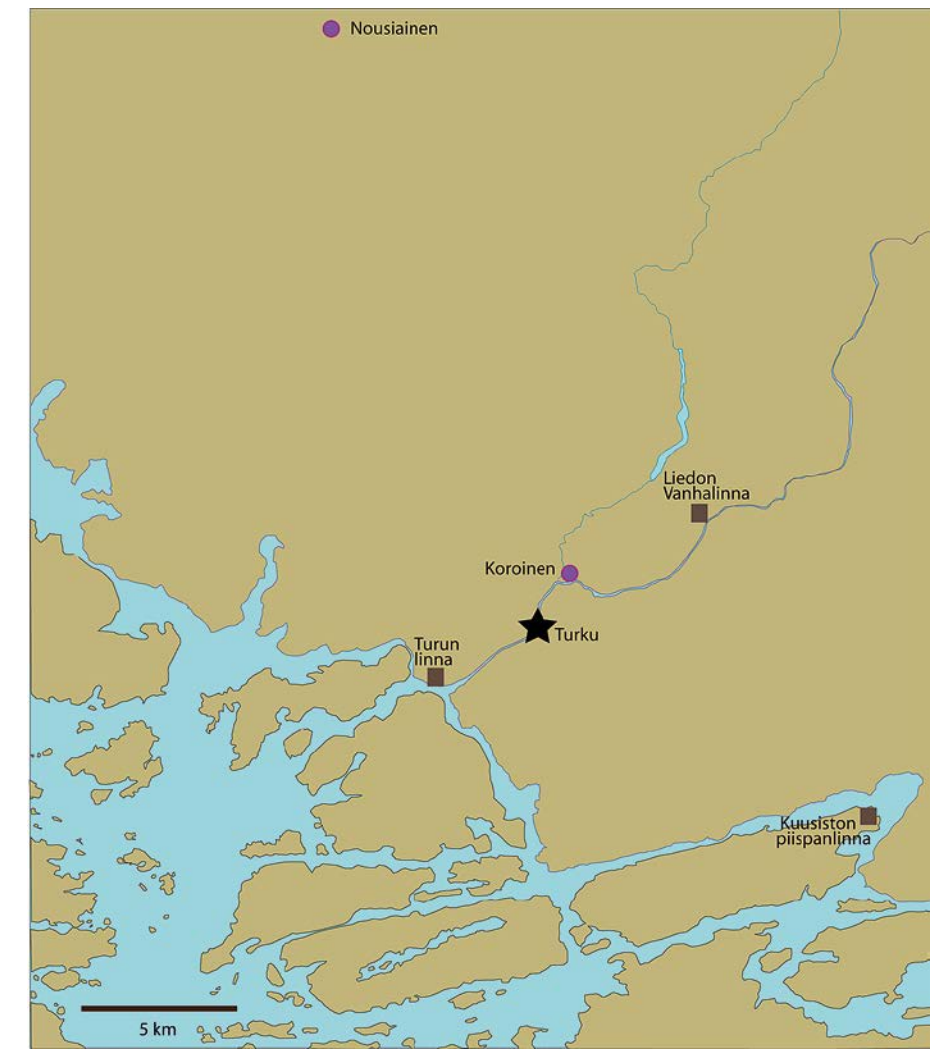 Nousiainen
Liedon
Vanhalinna
Koroinen
Turku
Turun
linna
Kuusiston
piispanlinna
5 km